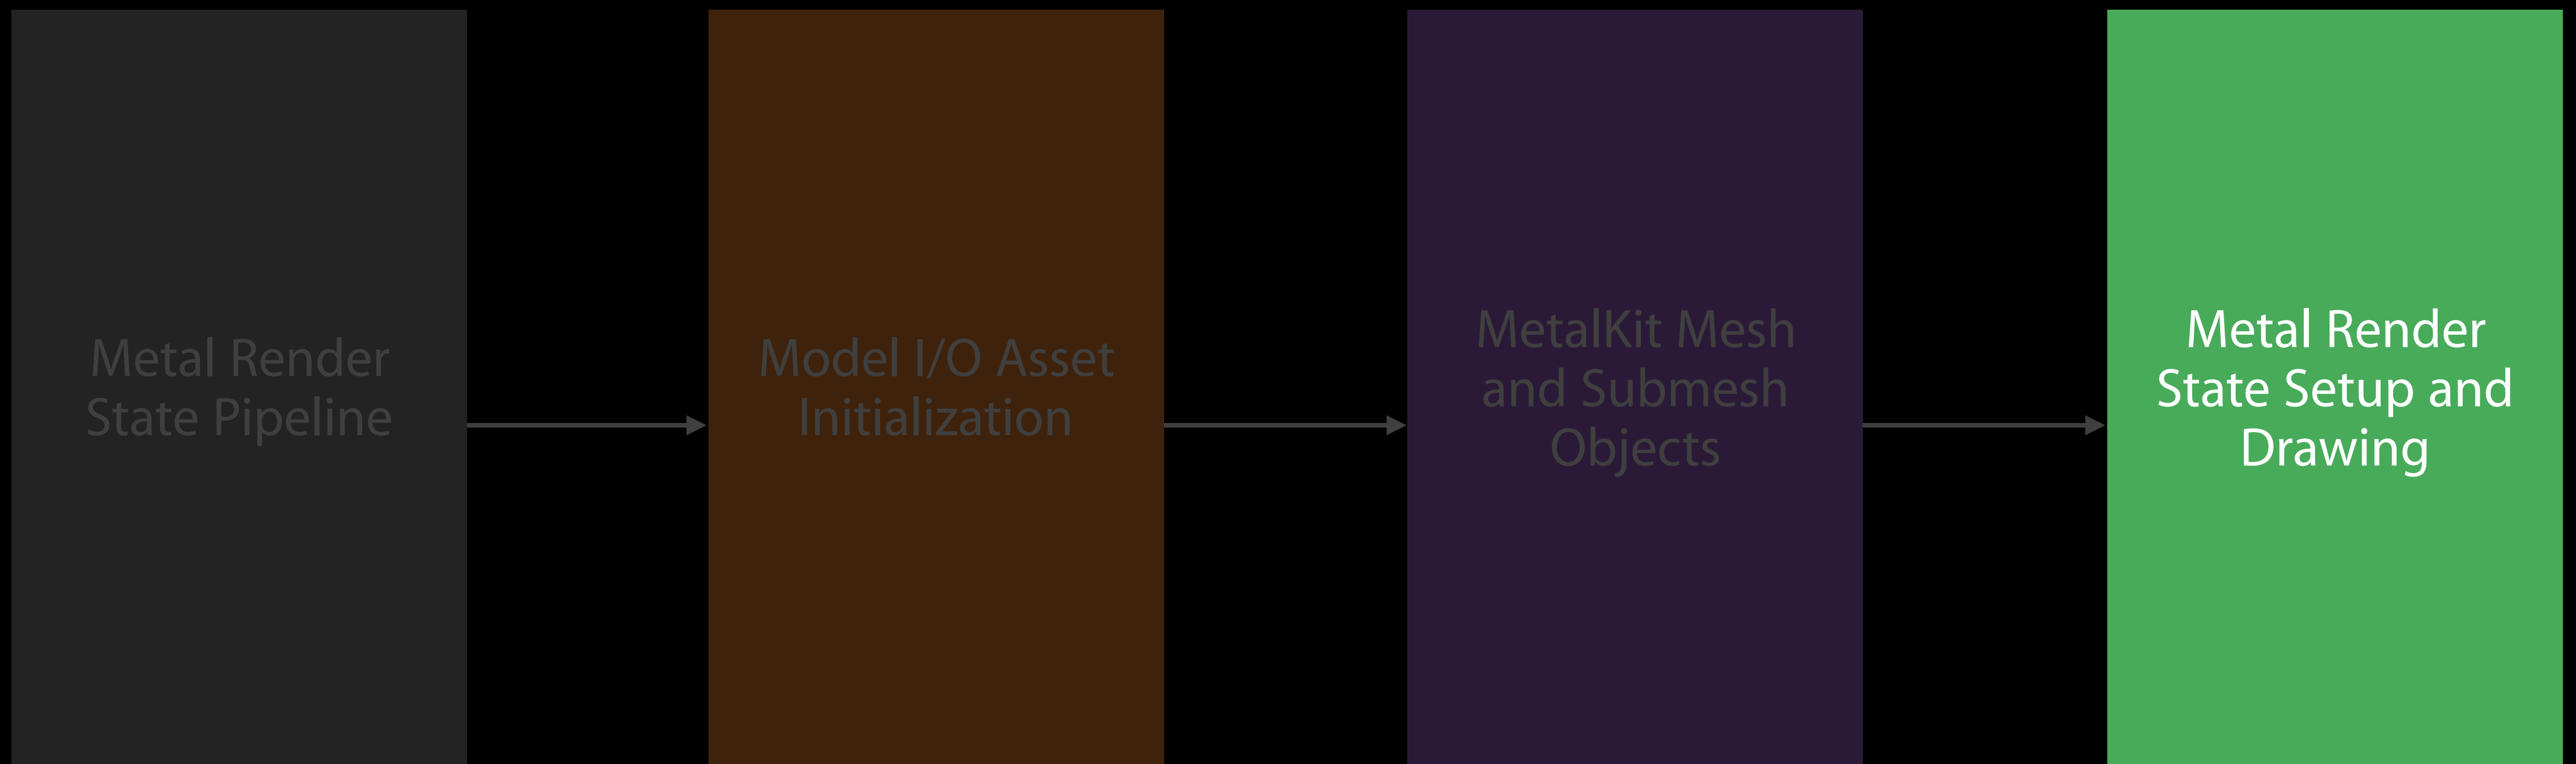 Metal Render
State Pipeline
Model I/O Asset
Initialization
MetalKit Mesh
and Submesh
Objects
Metal Render
State Setup and
Drawing